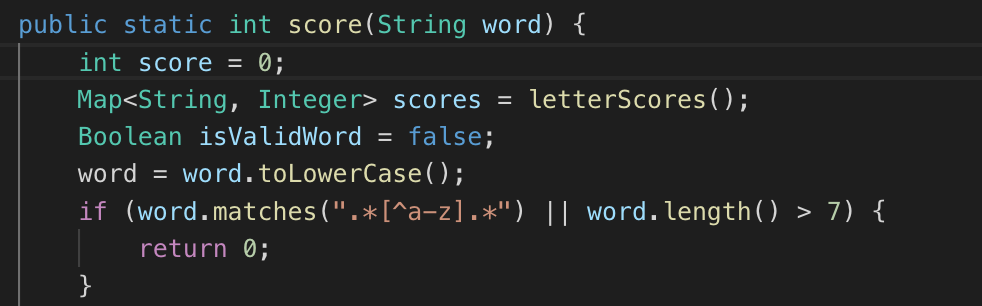 public static int score(String word) {
    int score = 0;
    Map<String, Integer> scores = letterScores();
    Boolean isValidWord = false;
    word = word.toLowerCase();
    if (word.matches(".*[^a-z].*") || word.length() > 7) {
        return 0;
    }